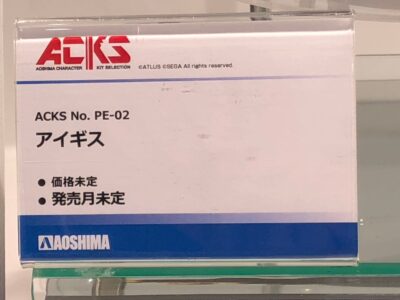 ACKS
AOSHIMA CHARACTER KIT SELECTION ©ATLUS ©SEGA All rights reserved.
ACKS No. PE-02
アイギス
● 価格未定
● 発売月未定
AOSHIMA